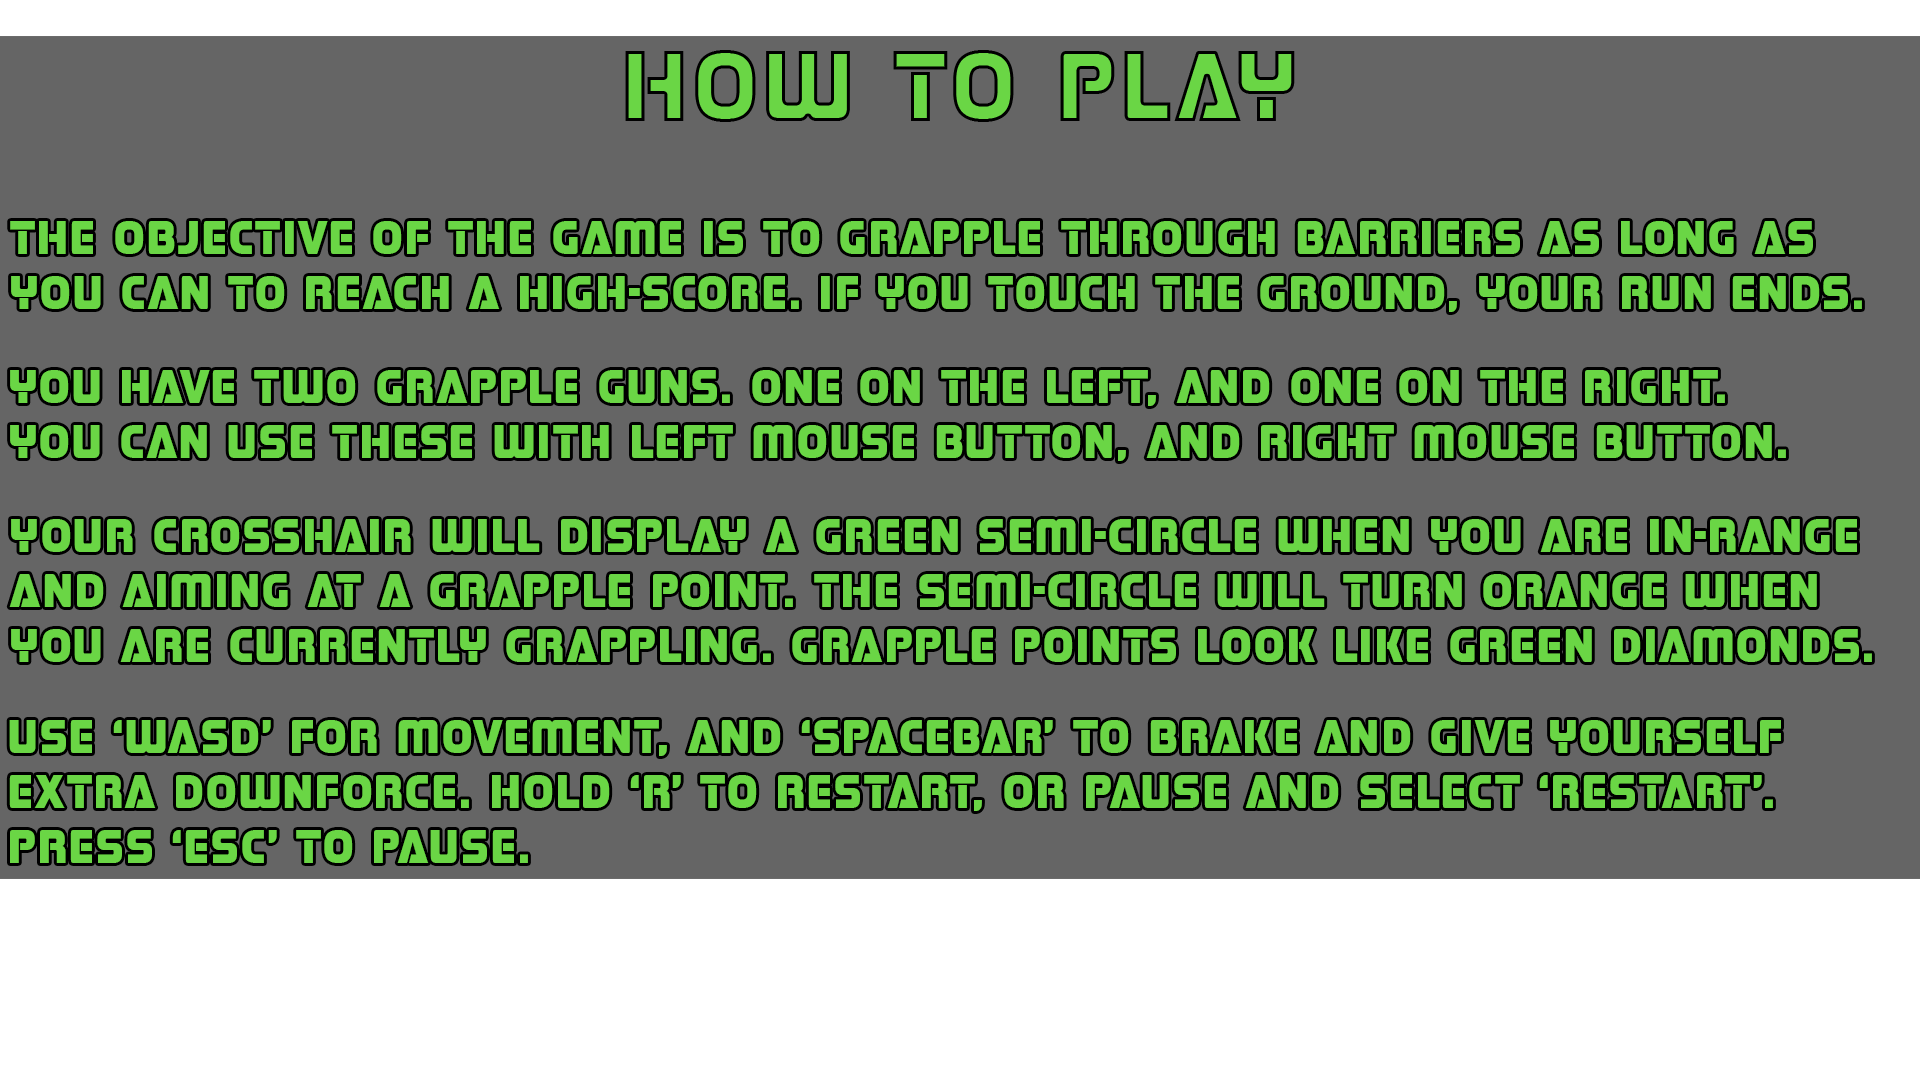 HOW TO PLAY
THE OBJECTIVE OF THE GAME IS TO GRAPPLE THROUGH BARRIERS AS LONG AS
YOU CAN TO REACH A HIGH-SCORE. IF YOU TOUCH THE GROUND, YOUR RUN ENDS.
YOU HAVE TWO GRAPPLE GUNS. ONE ON THE LEFT, AND ONE ON THE RIGHT.
YOU CAN USE THESE WITH LEFT MOUSE BUTTON, AND RIGHT MOUSE BUTTON.
YOUR CROSSHAIR WILL DISPLAY A GREEN SEMI-CIRCLE WHEN YOU ARE IN-RANGE
AND AIMING AT A GRAPPLE POINT. THE SEMI-CIRCLE WILL TURN ORANGE WHEN
YOU ARE CURRENTLY GRAPPLING. GRAPPLE POINTS LOOK LIKE GREEN DIAMONDS.
USE ‘WASD’ FOR MOVEMENT, AND ‘SPACEBAR’ TO BRAKE AND GIVE YOURSELF
EXTRA DOWNFORCE. HOLD ‘R’ TO RESTART, OR PAUSE AND SELECT ‘RESTART’.
PRESS ‘ESC’ TO PAUSE.